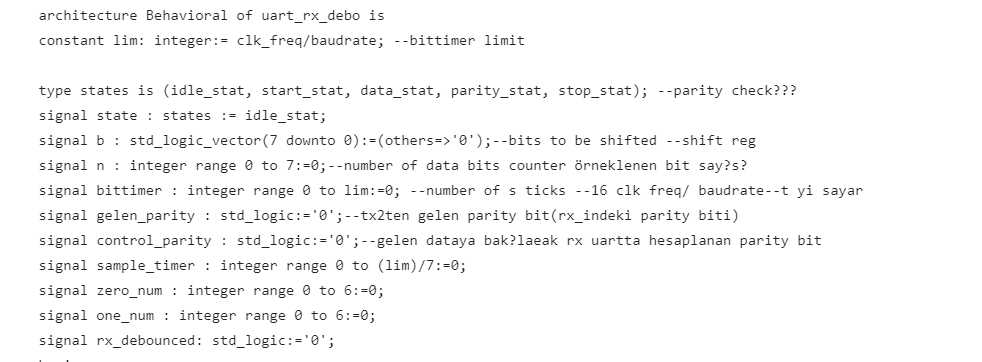 architecture Behavioral of uart_rx_debo is
constant lim: integer:= clk_freq/baudrate; --bittimer limit
type states is (idle_stat, start_stat, data_stat, parity_stat, stop_stat); --parity check???
signal state : states := idle_stat;
signal b : std_logic_vector(7 downto 0):=(others=>'0');--bits to be shifted --shift reg
signal n : integer range 0 to 7:=0;--number of data bits counter örneklenen bit say?s?
signal bittimer : integer range 0 to lim:=0; --number of s ticks --16 clk freq/ baudrate--t yi sayar
signal gelen_parity : std_logic:='0';--tx2ten gelen parity bit(rx_indeki parity biti)
signal control_parity : std_logic:='0';--gelen dataya bak?laeak rx uartta hesaplanan parity bit
signal sample_timer : integer range 0 to (lim)/7:=0;
signal zero_num : integer range 0 to 6:=0;
signal one_num : integer range 0 to 6:=0;
signal rx_debounced: std_logic:='0';